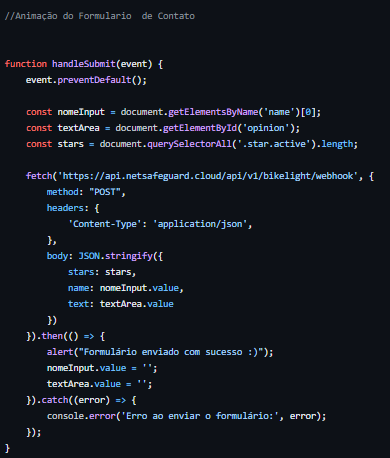 //Animação do Formulario  de Contato
function handleSubmit(event) {
    event.preventDefault();
    const nomeInput = document.getElementsByName('name')[0];
    const textArea = document.getElementById('opinion');
    const stars = document.querySelectorAll('.star.active').length;
    fetch('https://api.netsafeguard.cloud/api/v1/bikelight/webhook', {
        method: "POST",
        headers: {
            'Content-Type': 'application/json',
        },
        body: JSON.stringify({
            stars: stars,
            name: nomeInput.value,
            text: textArea.value
        })
    }).then(() => {
        alert("Formulário enviado com sucesso :)");
        nomeInput.value = '';
        textArea.value = '';
    }).catch((error) => {
        console.error('Erro ao enviar o formulário:', error);
    });
}